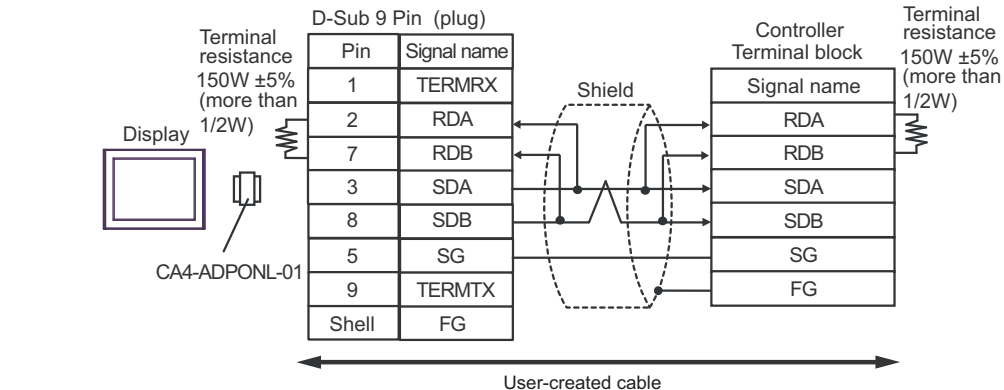 D-Sub 9 Pin (plug)
Terminal
resistance
150W ±5%
(more than
1/2W)
Display
CA4-ADPONL-01
Pin Signal name
1 TERMRX
2 RDA
7 RDB
3 SDA
8 SDB
5 SG
9 TERMTX
Shell FG
Shield
Controller
Terminal block
Signal name
RDA
RDB
SDA
SDB
SG
FG
Terminal
resistance
150W ±5%
(more than
1/2W)
User-created cable